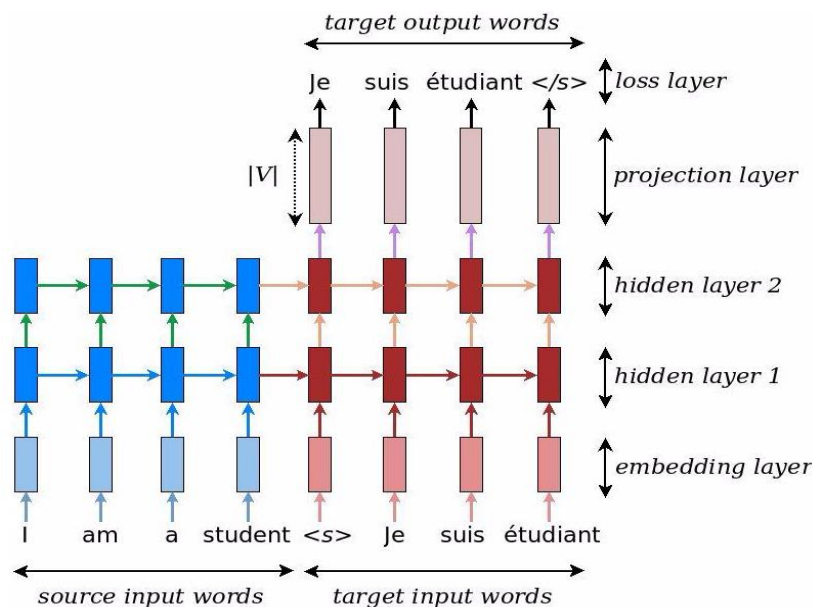 target output words
Je suis étudiant </s> loss layer
|V| projection layer
hidden layer 2
hidden layer 1
embedding layer
I am a student <s> Je suis étudiant
source input words target input words